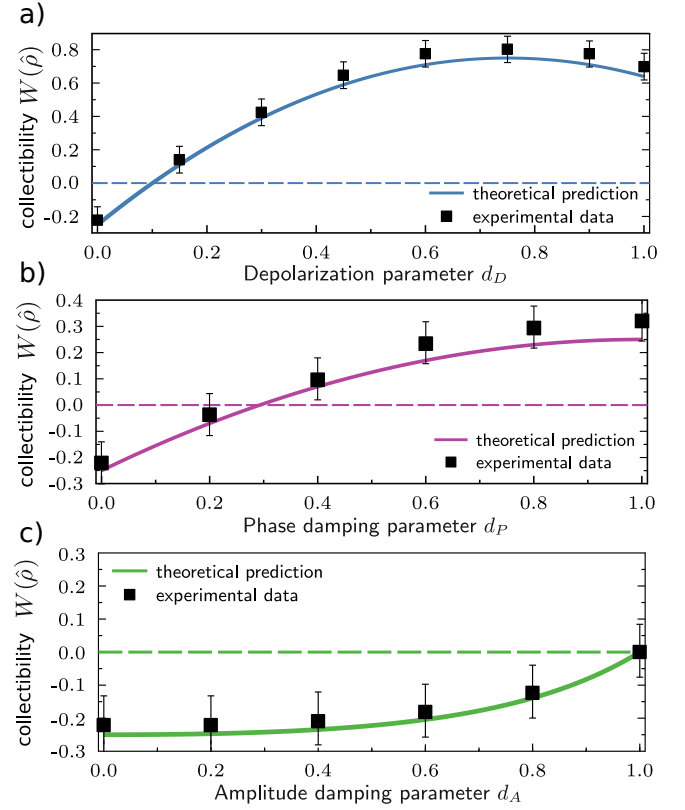 a)
collectibility W(ρ̂)
0.8
0.6
0.4
0.2
0.0
-0.2
theoretical prediction
experimental data
0.0 0.2 0.4 0.6 0.8 1.0
Depolarization parameter d_D
b)
collectibility W(ρ̂)
0.4
0.3
0.2
0.1
0.0
-0.1
-0.2
-0.3
theoretical prediction
experimental data
0.0 0.2 0.4 0.6 0.8 1.0
Phase damping parameter d_P
c)
collectibility W(ρ̂)
0.3
0.2
0.1
0.0
-0.1
-0.2
-0.3
theoretical prediction
experimental data
0.0 0.2 0.4 0.6 0.8 1.0
Amplitude damping parameter d_A